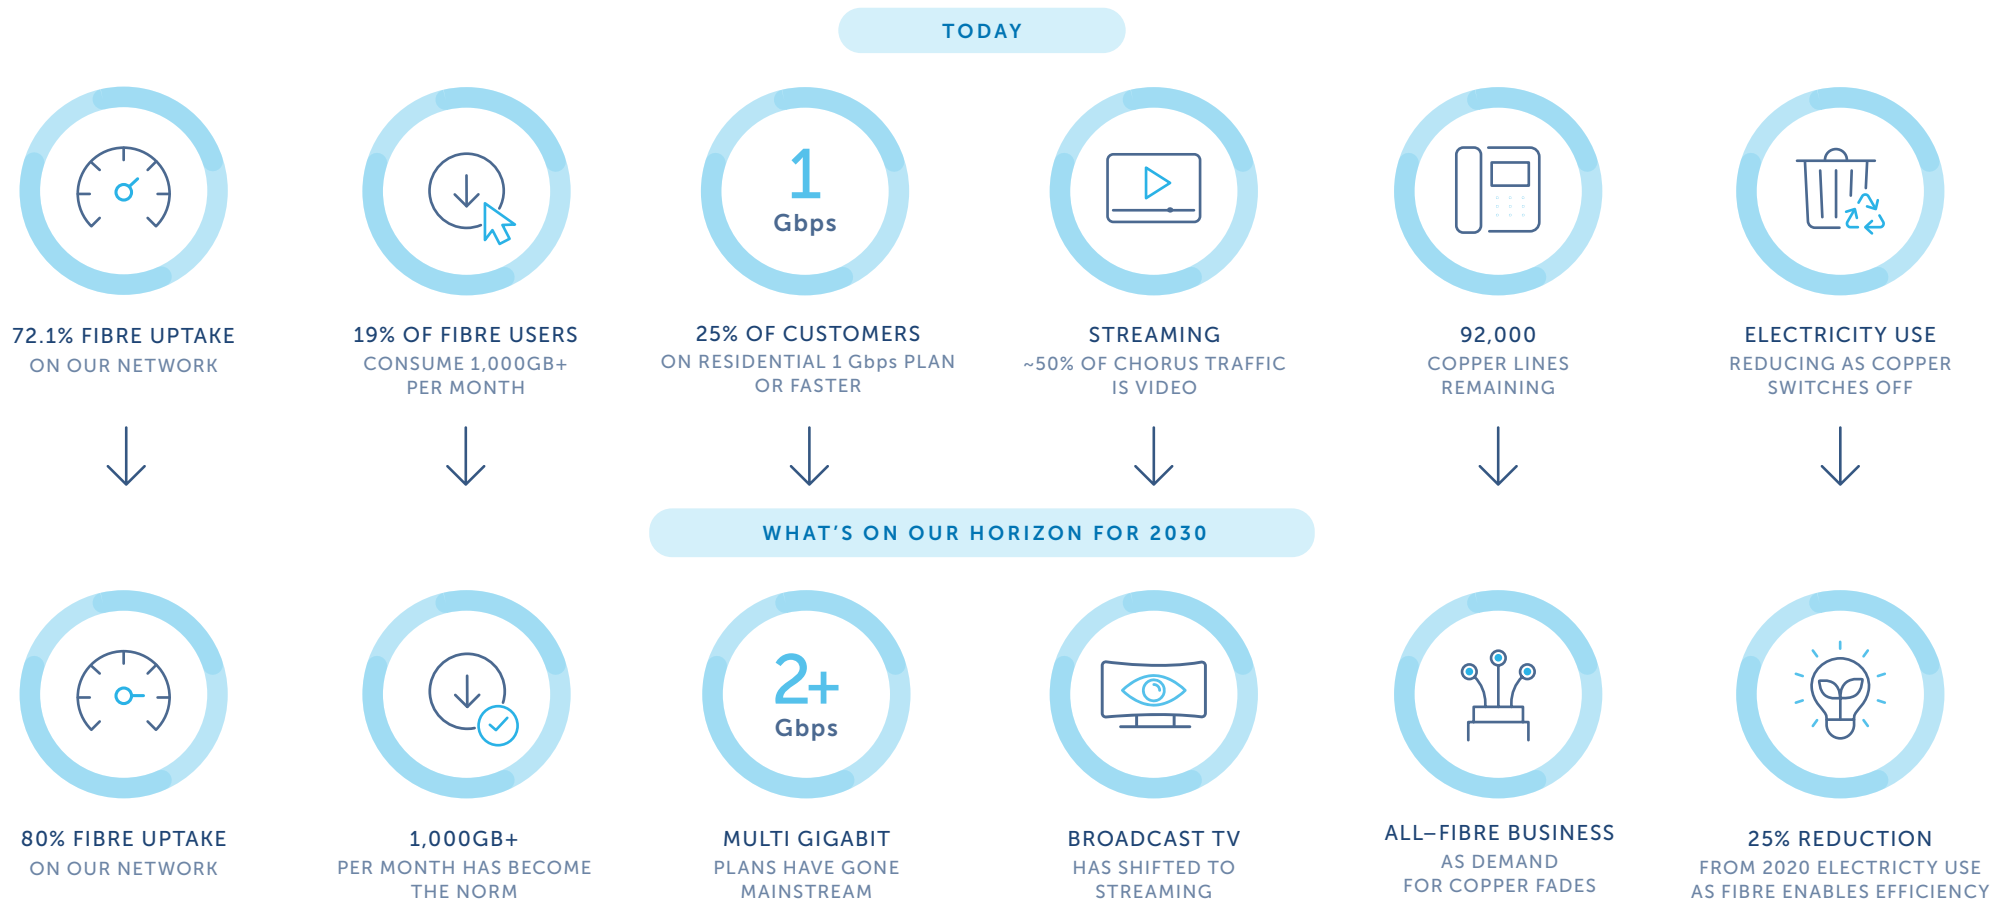 TODAY
1
Gbps
72.1% FIBRE UPTAKE
ON OUR NETWORK
19% OF FIBRE USERS
CONSUME 1,000GB+
PER MONTH
25% OF CUSTOMERS
ON RESIDENTIAL 1 Gbps PLAN
OR FASTER
STREAMING
~50% OF CHORUS TRAFFIC
IS VIDEO
92,000
COPPER LINES
REMAINING
ELECTRICITY USE
REDUCING AS COPPER
SWITCHES OFF
WHAT'S ON OUR HORIZON FOR 2030
2+
Gbps
80% FIBRE UPTAKE
ON OUR NETWORK
1,000GB+
PER MONTH HAS BECOME
THE NORM
MULTI GIGABIT
PLANS HAVE GONE
MAINSTREAM
BROADCAST TV
HAS SHIFTED TO
STREAMING
ALL–FIBRE BUSINESS
AS DEMAND
FOR COPPER FADES
25% REDUCTION
FROM 2020 ELECTRICTY USE
AS FIBRE ENABLES EFFICIENCY